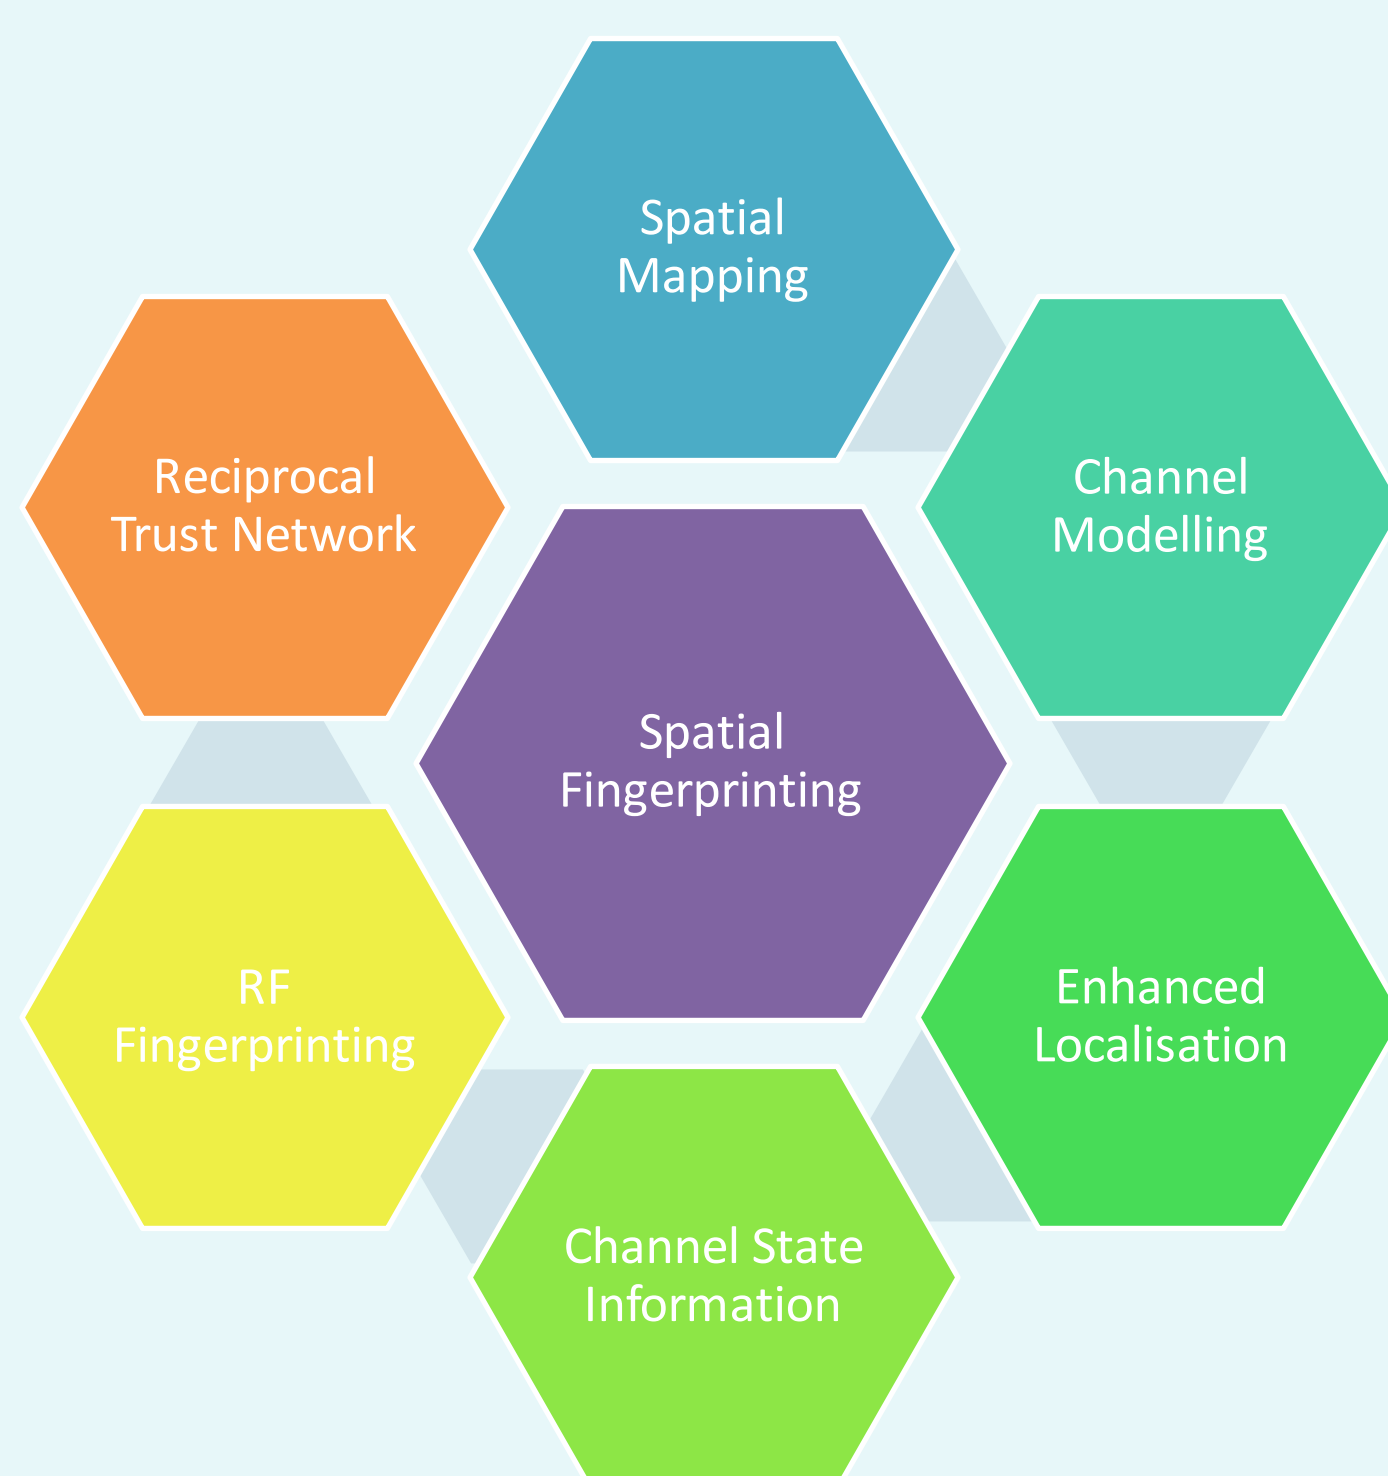 Spatial
Mapping
Reciprocal
Trust Network
Channel
Modelling
Spatial
Fingerprinting
RF
Fingerprinting
Enhanced
Localisation
Channel State
Information